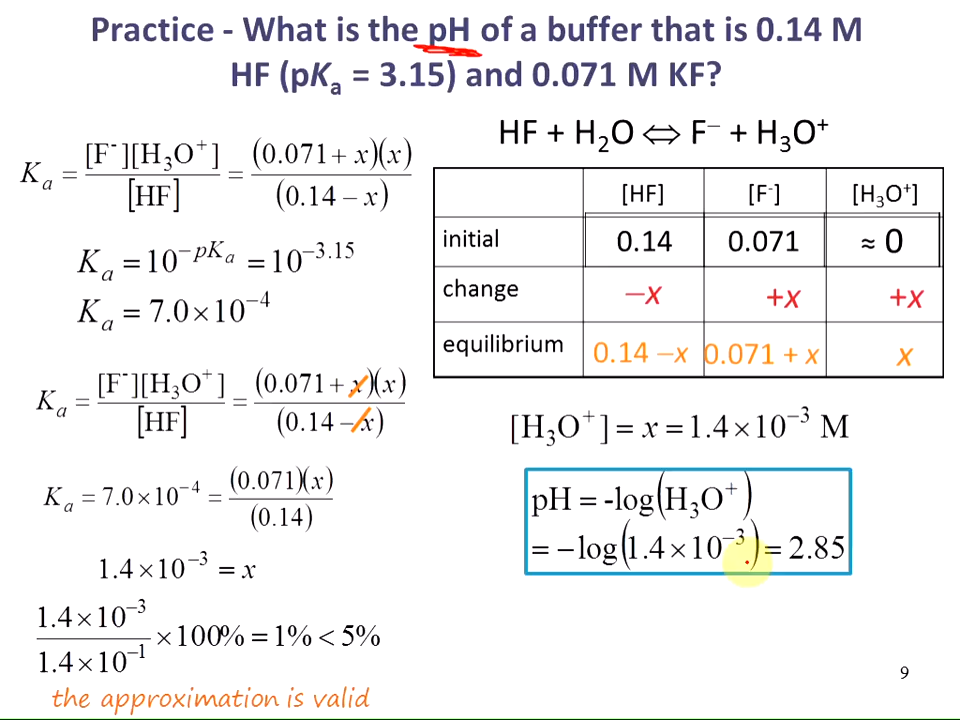 Practice - What is the pH of a buffer that is 0.14 M
HF (pKₐ = 3.15) and 0.071 M KF?
HF + H₂O ⇔ F⁻ + H₃O⁺
Kₐ = [F⁻][H₃O⁺] / [HF] = (0.071 + x)(x) / (0.14 − x)
Kₐ = 10^(−pKₐ) = 10^(−3.15)
Kₐ = 7.0 × 10⁻⁴
[HF] [F⁻] [H₃O⁺]
initial 0.14 0.071 ≈ 0
change −x +x +x
equilibrium 0.14 −x 0.071 + x x
Kₐ = [F⁻][H₃O⁺] / [HF] = (0.071 + x)(x) / (0.14 − x)
Kₐ = 7.0 × 10⁻⁴ = (0.071)(x) / (0.14)
1.4 × 10⁻³ = x
1.4 × 10⁻³ / 1.4 × 10⁻¹ × 100% = 1% < 5%
the approximation is valid
[H₃O⁺] = x = 1.4 × 10⁻³ M
pH = -log(H₃O⁺)
= −log(1.4 × 10⁻³) = 2.85
9